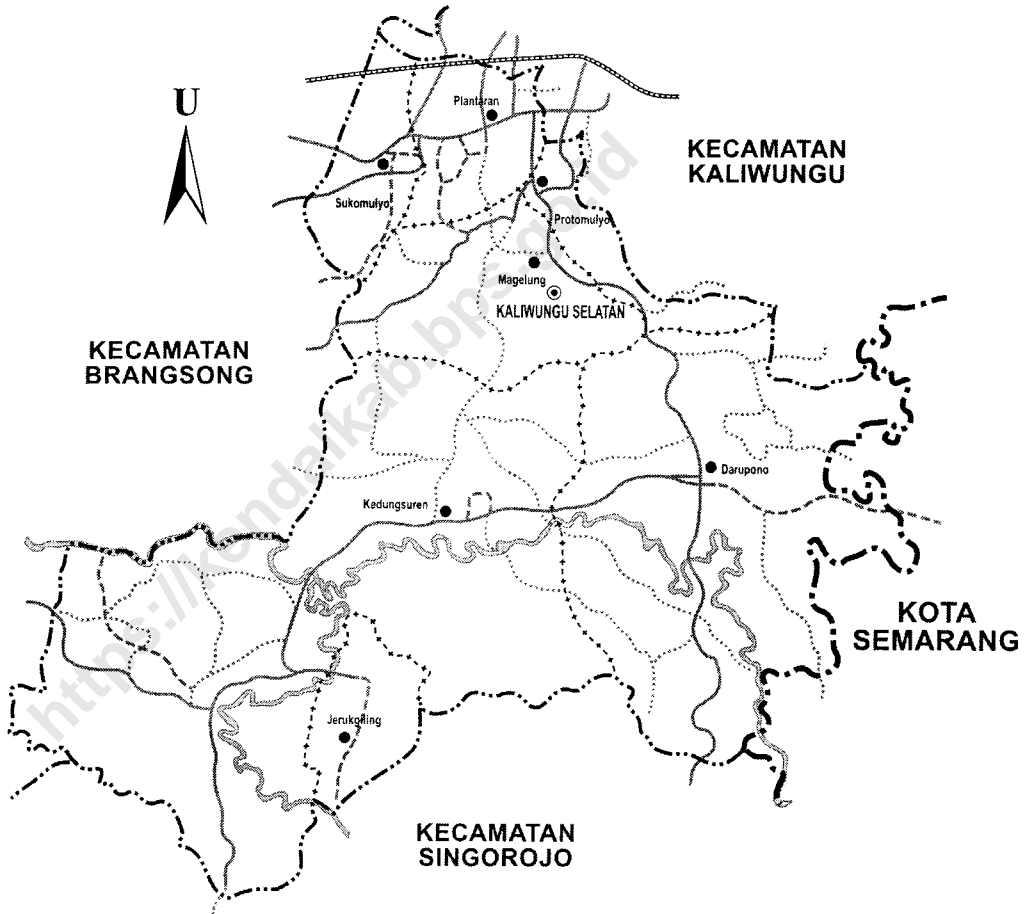 U
Plantaran
KECAMATAN
KALIWUNGU
Sukomulyo
Protomulyo
Magelung
KALIWUNGU SELATAN
KECAMATAN
BRANGSONG
Darupono
Kedungsuren
KOTA
SEMARANG
Jerukgiling
KECAMATAN
SINGOROJO
https://kendalkab.bps.go.id